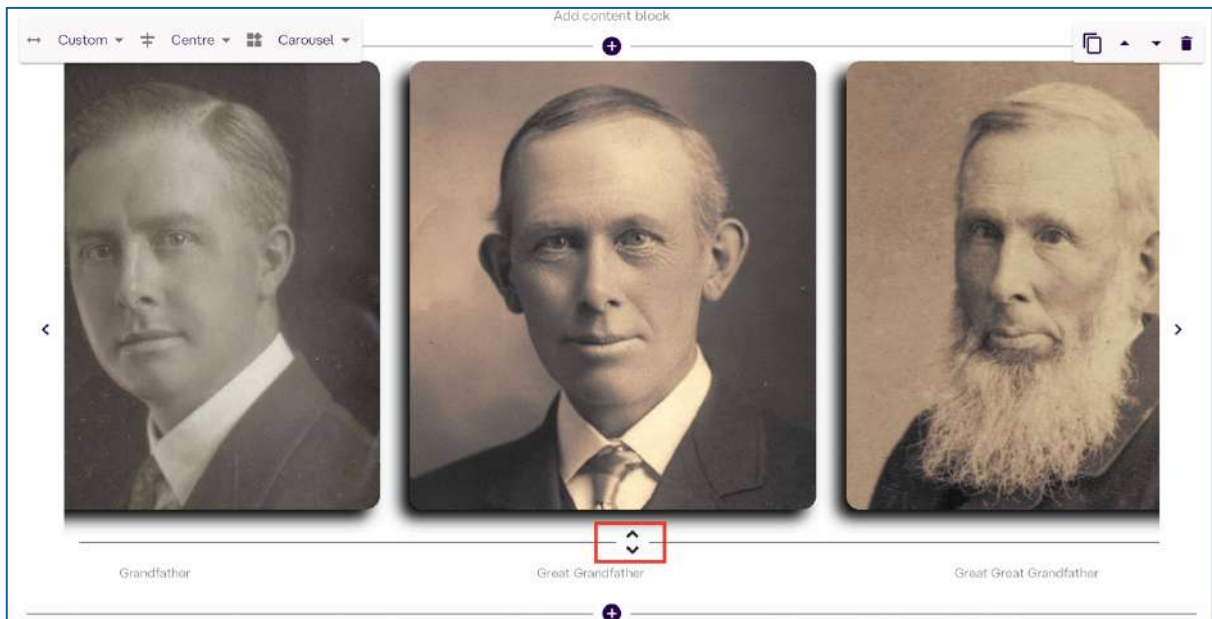 Add content block
Custom Centre Carousel
Grandfather Great Grandfather Great Great Grandfather